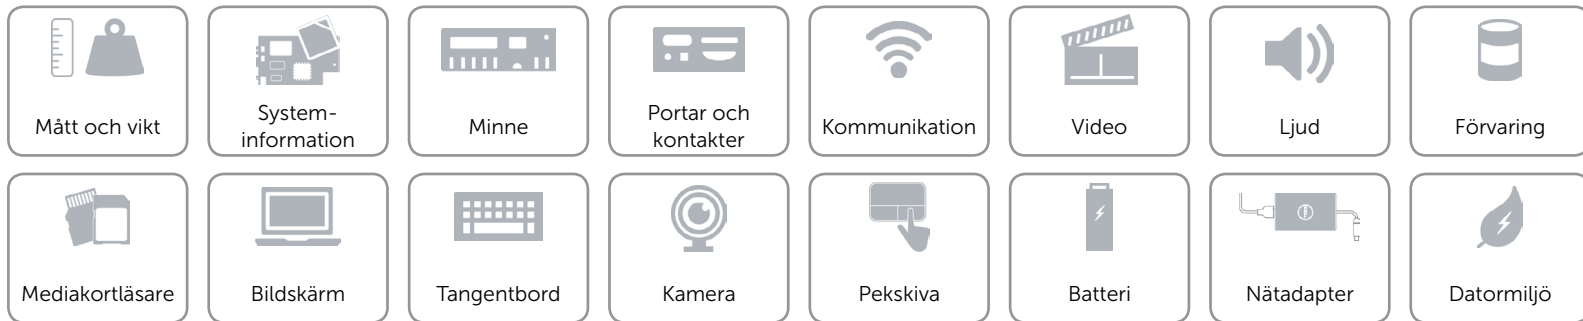 Mått och vikt
System-
information
Minne
Portar och
kontakter
Kommunikation
Video
Ljud
Förvaring
Mediakortläsare
Bildskärm
Tangentbord
Kamera
Pekskiva
Batteri
Nätadapter
Datormiljö